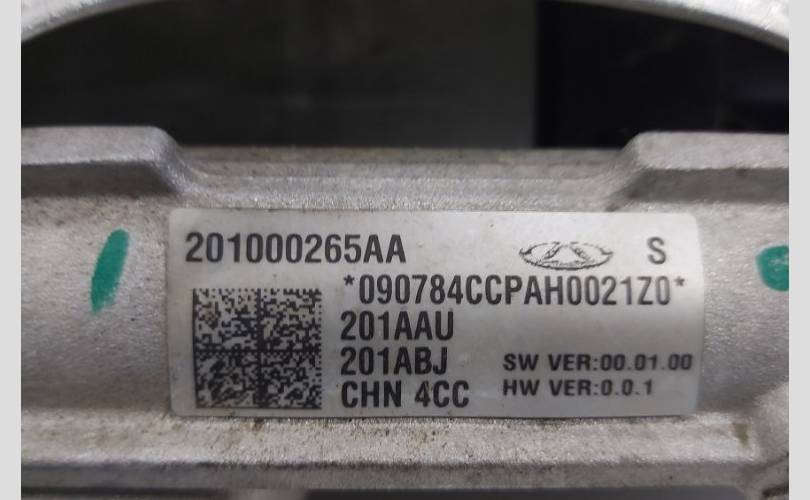 201000265AA S
*090784CCPAH0021Z0*
201AAU
201ABJ SW VER:00.01.00
CHN 4CC HW VER:0.0.1